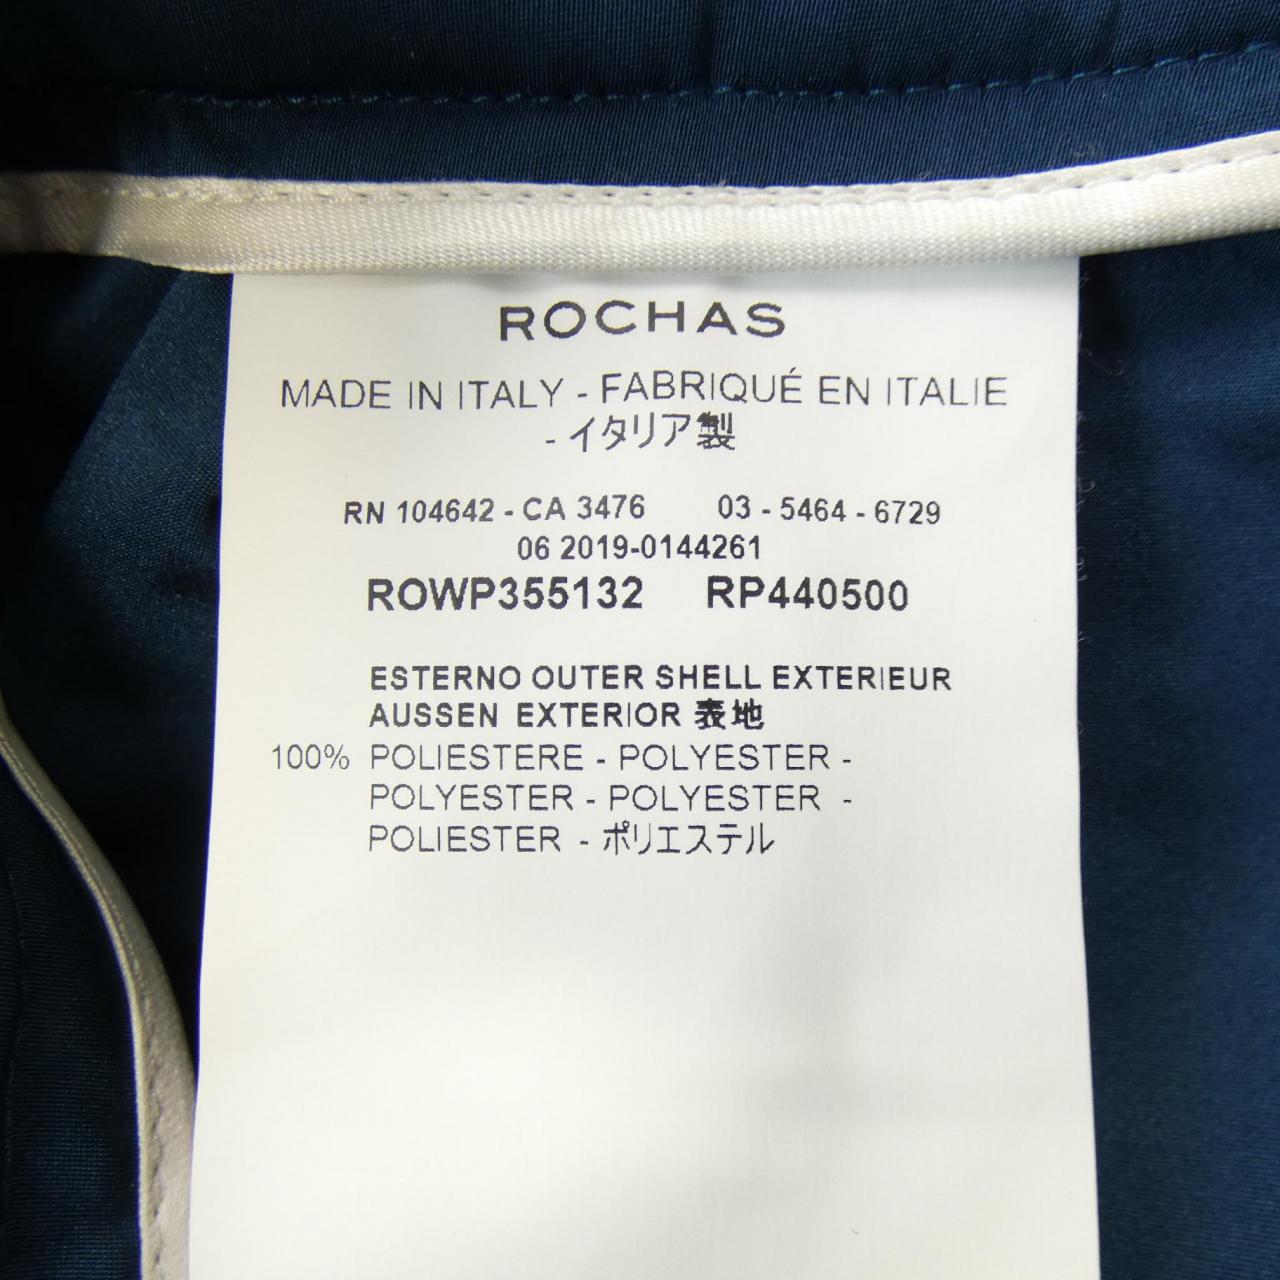 ROCHAS
MADE IN ITALY - FABRIQUÉ EN ITALIE
- イタリア製
RN 104642 - CA 3476 03 - 5464 - 6729
06 2019-0144261
ROWP355132 RP440500
ESTERNO OUTER SHELL EXTERIEUR
AUSSEN EXTERIOR 表地
100% POLIESTERE - POLYESTER -
POLYESTER - POLYESTER -
POLIESTER - ポリエステル